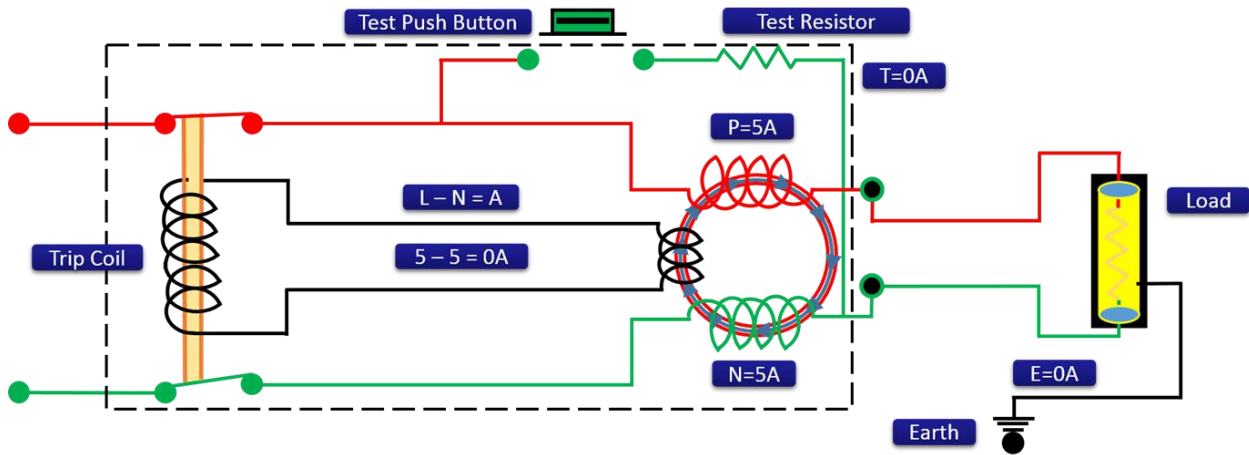 Test Push Button
Test Resistor
T=0A
P=5A
L – N = A
Load
Trip Coil
5 – 5 = 0A
N=5A
E=0A
Earth